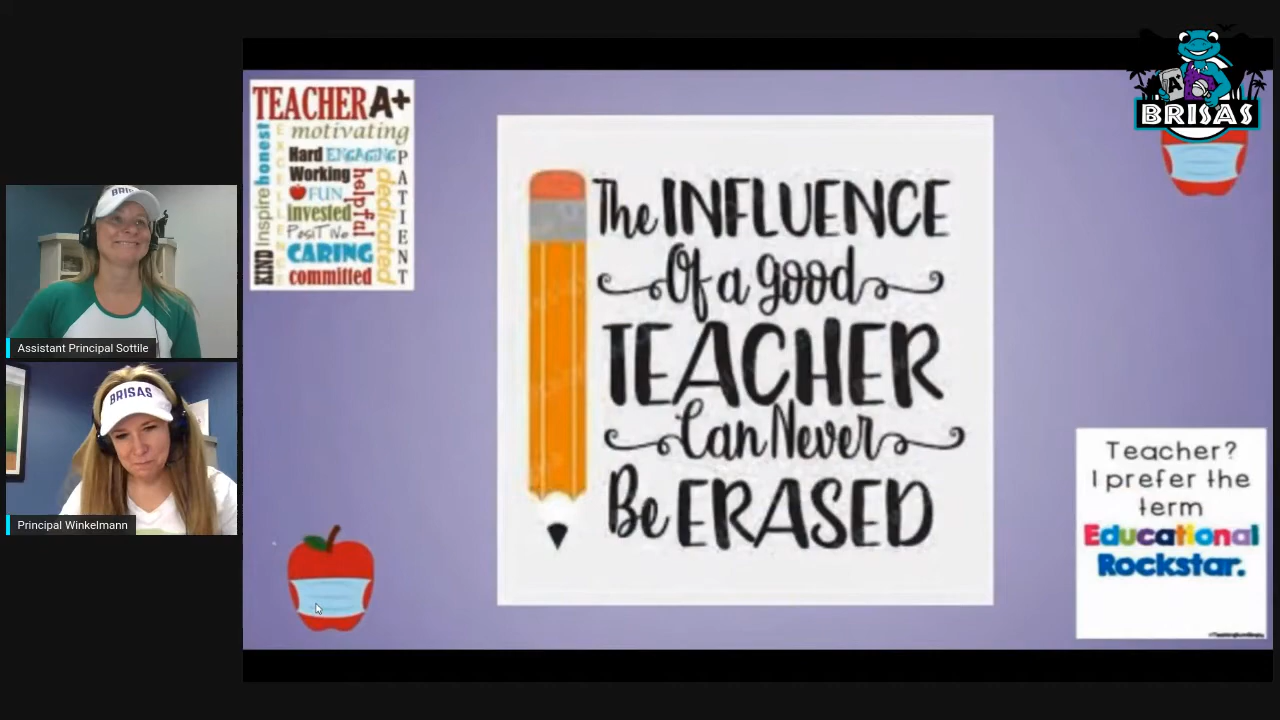 TEACHER A+
motivating
honest
Hard ENGAGING
Working
FUN
helpful
dedicated
PATIENT
Inspire
invested
POSITIVE
KIND
CARING
committed
The INFLUENCE
Of a good
TEACHER
Can Never
Be ERASED
BRISAS
BRIS
Assistant Principal Sottile
BRISAS
Principal Winkelmann
Teacher?
I prefer the
term
Educational
Rockstar.